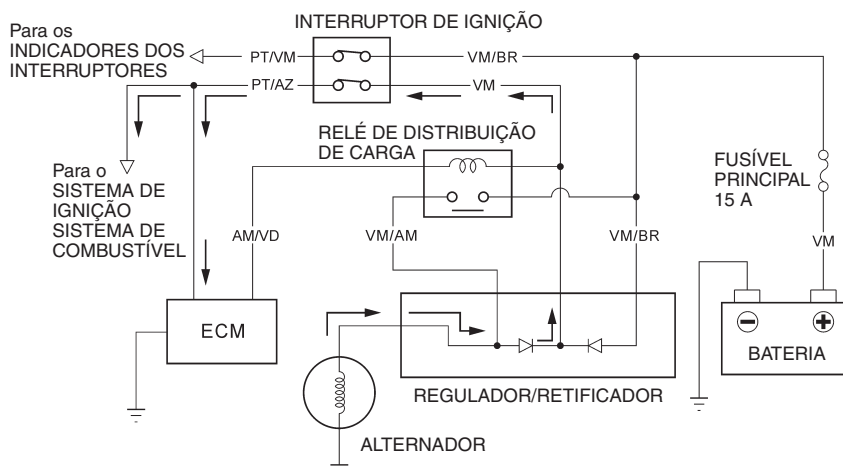 INTERRUPTOR DE IGNIÇÃO
Para os
INDICADORES DOS
INTERRUPTORES
PT/VM
VM/BR
PT/AZ
VM
RELÉ DE DISTRIBUIÇÃO
DE CARGA
Para o
SISTEMA DE
IGNIÇÃO
SISTEMA DE
COMBUSTÍVEL
FUSÍVEL
PRINCIPAL
15 A
AM/VD
VM/AM
VM/BR
VM
ECM
BATERIA
REGULADOR/RETIFICADOR
ALTERNADOR